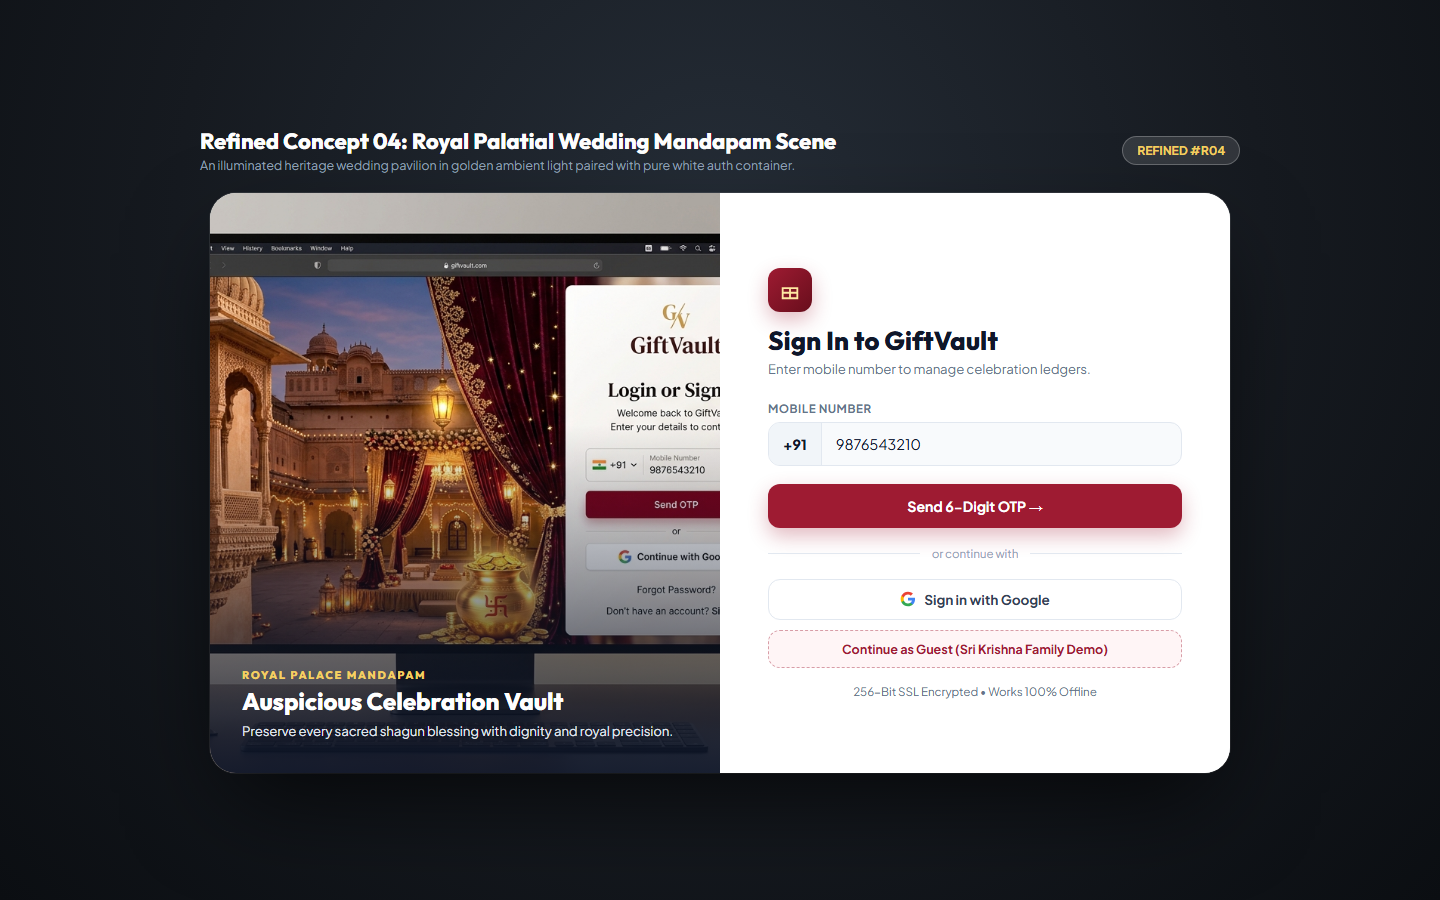 Refined Concept 04: Royal Palatial Wedding Mandapam Scene
An illuminated heritage wedding pavilion in golden ambient light paired with pure white auth container.
REFINED #R04
View History Bookmarks Window Help
giftvault.com
GV
GiftVault
Login or Sign
Welcome back to GiftVa
Enter your details to cont
+91
Mobile Number
9876543210
Send OTP
or
Continue with Goo
Forgot Password?
Don't have an account? Si
ROYAL PALACE MANDAPAM
Auspicious Celebration Vault
Preserve every sacred shagun blessing with dignity and royal precision.
Sign In to GiftVault
Enter mobile number to manage celebration ledgers.
MOBILE NUMBER
+91 9876543210
Send 6-Digit OTP →
or continue with
Sign in with Google
Continue as Guest (Sri Krishna Family Demo)
256-Bit SSL Encrypted • Works 100% Offline